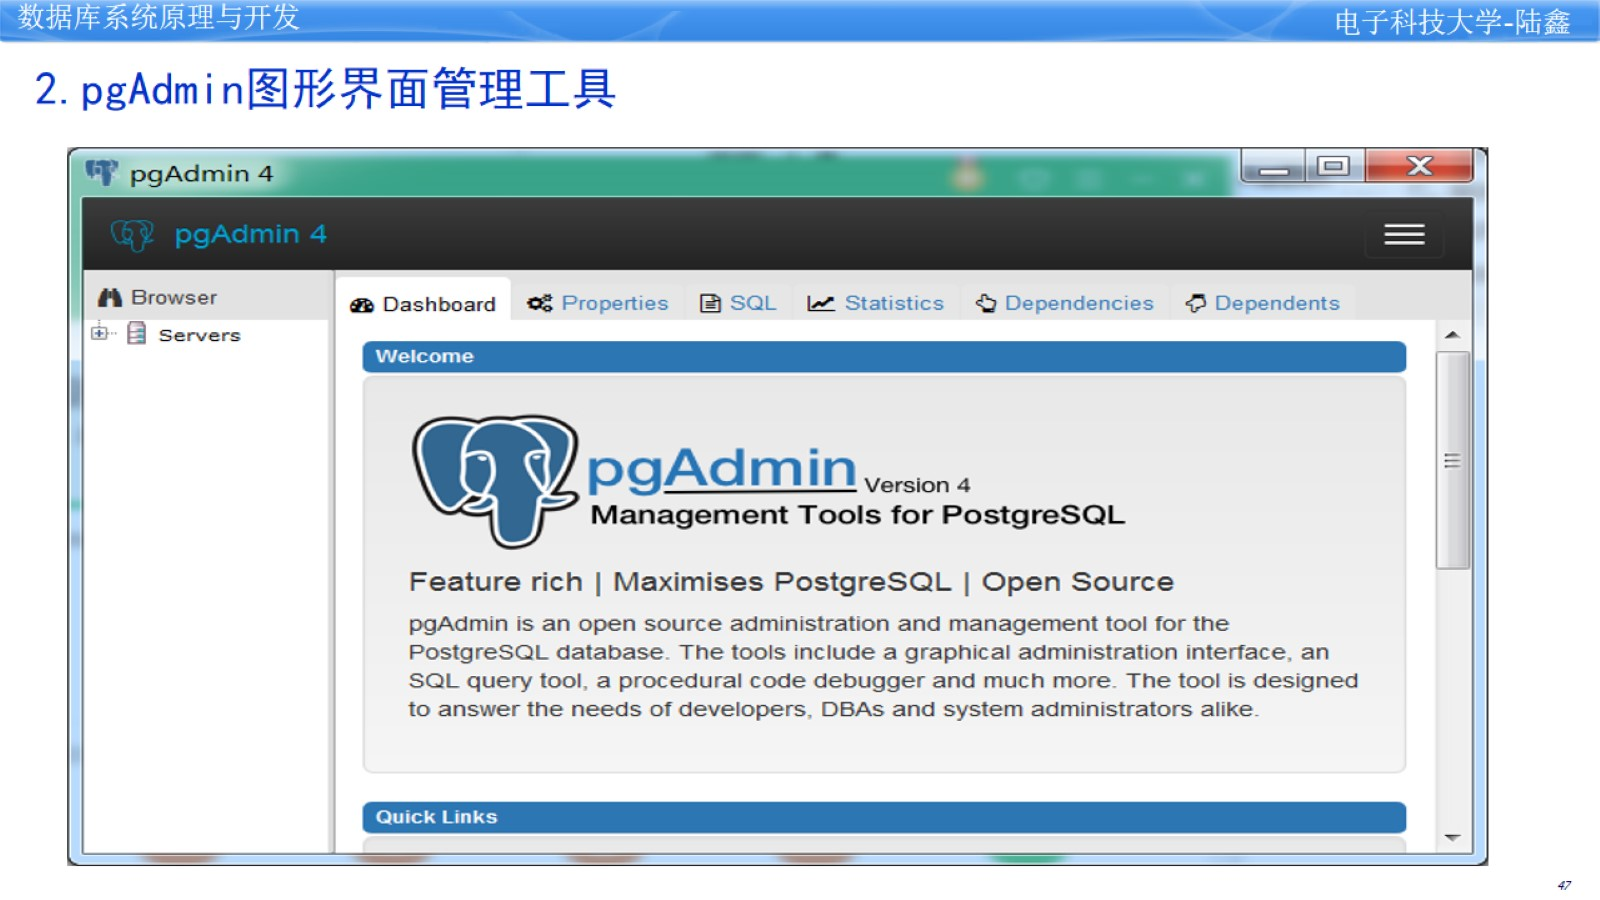 数据库系统原理与开发
电子科技大学-陆鑫
2.pgAdmin图形界面管理工具
pgAdmin 4
pgAdmin 4
Browser
Servers
Dashboard Properties SQL Statistics Dependencies Dependents
Welcome
pgAdmin Version 4
Management Tools for PostgreSQL
Feature rich | Maximises PostgreSQL | Open Source
pgAdmin is an open source administration and management tool for the
PostgreSQL database. The tools include a graphical administration interface, an
SQL query tool, a procedural code debugger and much more. The tool is designed
to answer the needs of developers, DBAs and system administrators alike.
Quick Links
47